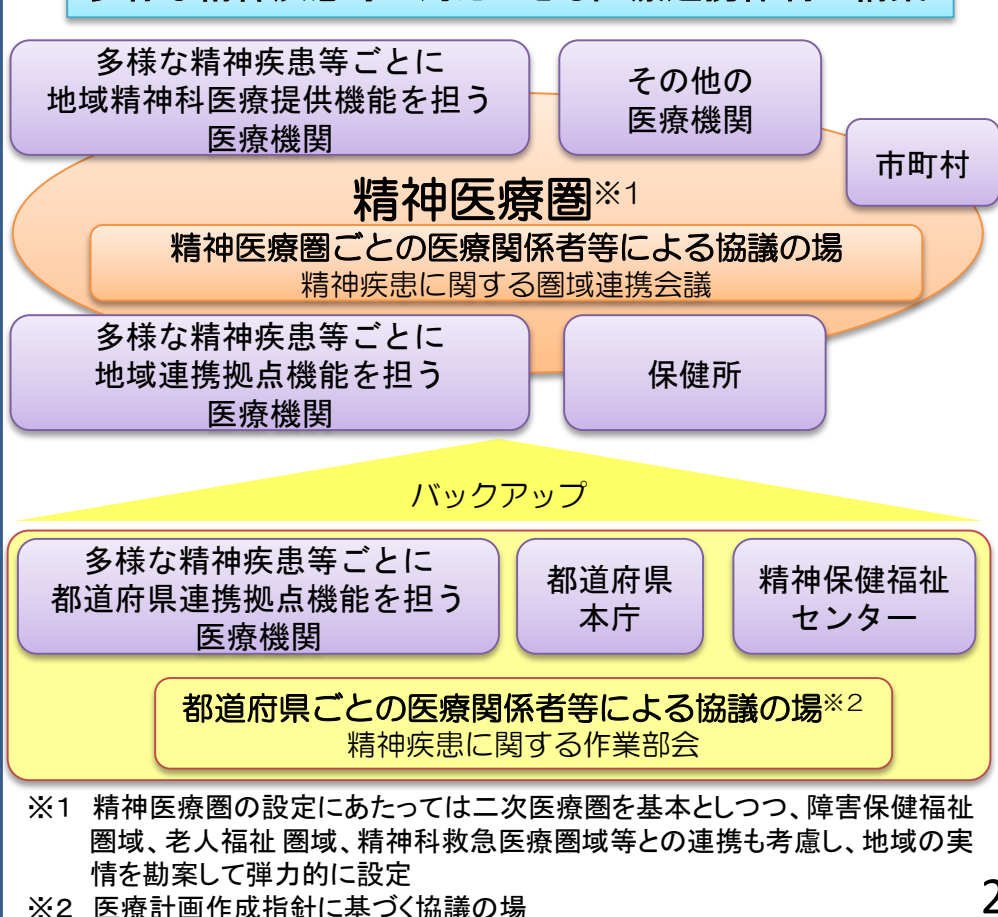 多様な精神疾患等ごとに
地域精神科医療提供機能を担う
医療機関
その他の
医療機関
市町村
精神医療圏※1
精神医療圏ごとの医療関係者等による協議の場
精神疾患に関する圏域連携会議
多様な精神疾患等ごとに
地域連携拠点機能を担う
医療機関
保健所
バックアップ
多様な精神疾患等ごとに
都道府県連携拠点機能を担う
医療機関
都道府県
本庁
精神保健福祉
センター
都道府県ごとの医療関係者等による協議の場※2
精神疾患に関する作業部会
※1 精神医療圏の設定にあたっては二次医療圏を基本としつつ、障害保健福祉
圏域、老人福祉 圏域、精神科救急医療圏域等との連携も考慮し、地域の実
情を勘案して弾力的に設定
※2 医療計画作成指針に基づく協議の場
2